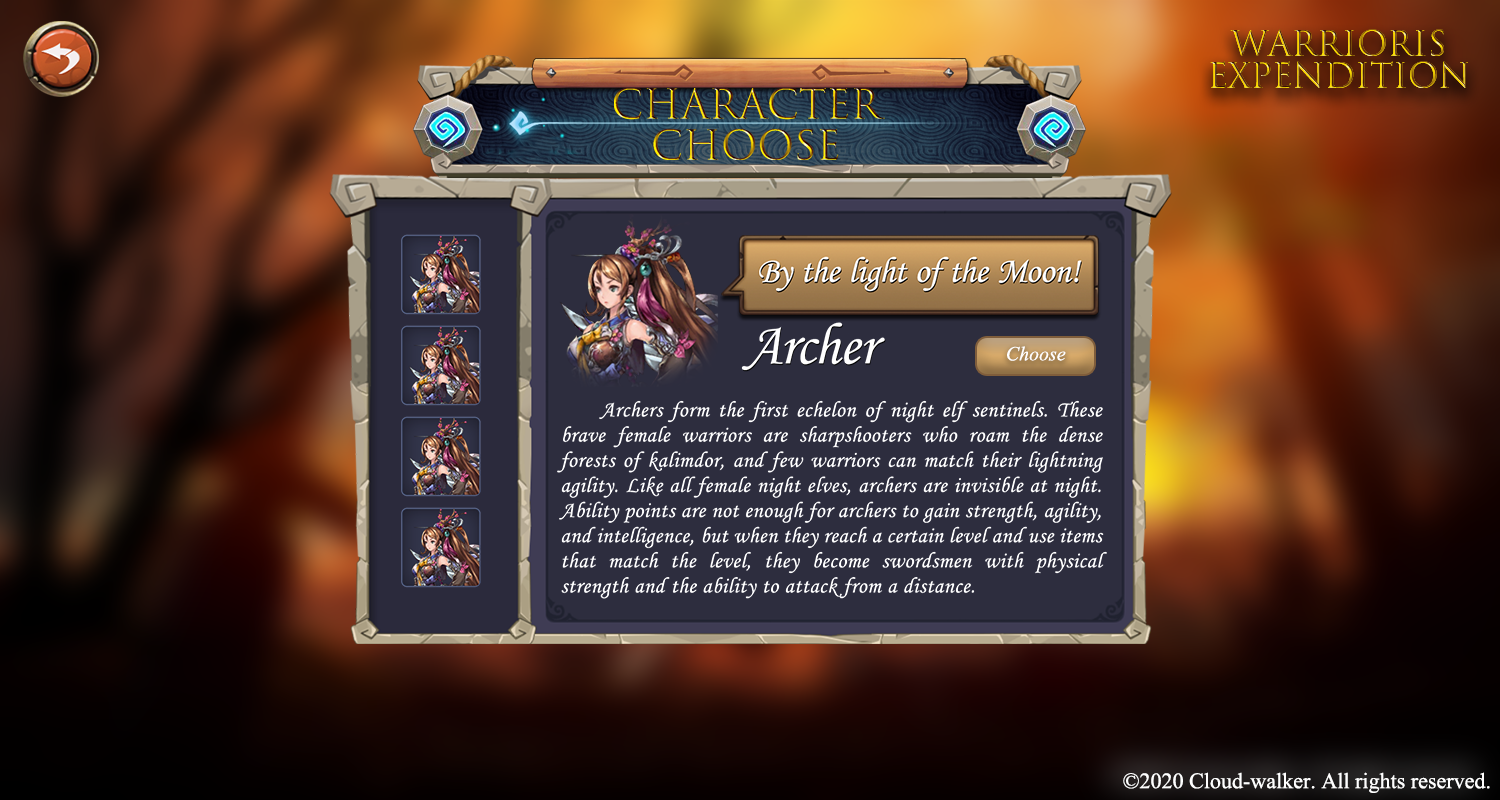 WARRIORIS
EXPENDITION
CHARACTER
CHOOSE
By the light of the Moon!
Archer
Choose
Archers form the first echelon of night elf sentinels. These
brave female warriors are sharpshooters who roam the dense
forests of kalimdor, and few warriors can match their lightning
agility. Like all female night elves, archers are invisible at night.
Ability points are not enough for archers to gain strength, agility,
and intelligence, but when they reach a certain level and use items
that match the level, they become swordsmen with physical
strength and the ability to attack from a distance.
©2020 Cloud-walker. All rights reserved.